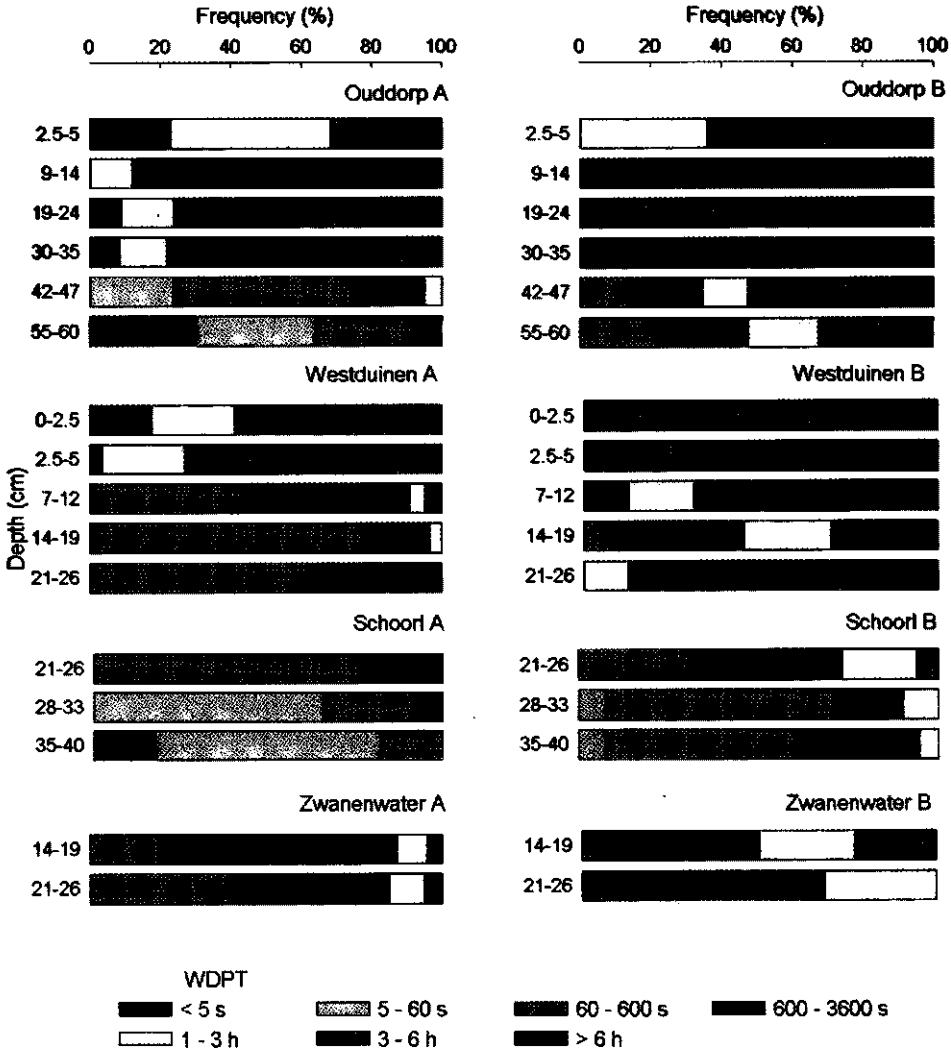 Frequency (%)
0 20 40 60 80 100
Ouddorp A
2.5-5
9-14
19-24
30-35
42-47
55-60
Westduinen A
0-2.5
2.5-5
7-12
14-19
21-26
Schoorl A
21-26
28-33
35-40
Zwanenwater A
14-19
21-26
Depth (cm)
Frequency (%)
0 20 40 60 80 100
Ouddorp B
2.5-5
9-14
19-24
30-35
42-47
55-60
Westduinen B
0-2.5
2.5-5
7-12
14-19
21-26
Schoorl B
21-26
28-33
35-40
Zwanenwater B
14-19
21-26
WDPT
< 5 s 5 - 60 s 60 - 600 s 600 - 3600 s
1 - 3 h 3 - 6 h > 6 h